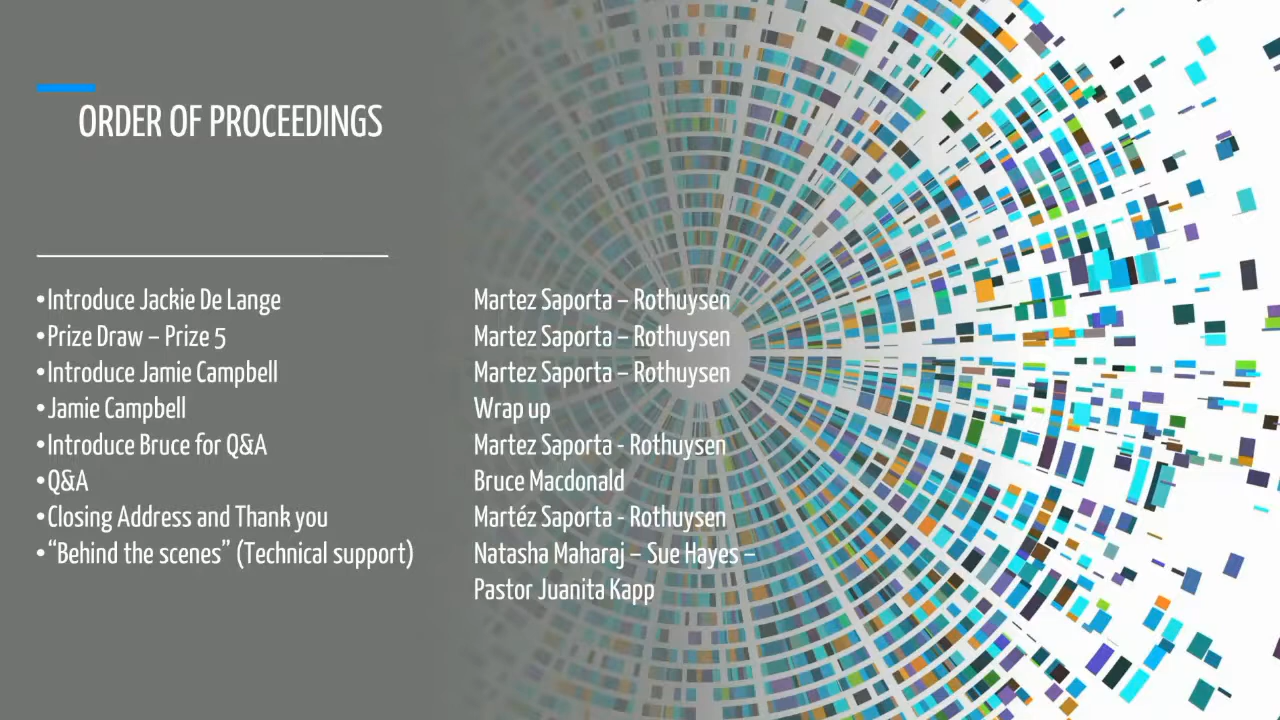 ORDER OF PROCEEDINGS
•Introduce Jackie De Lange Martez Saporta – Rothuysen
•Prize Draw – Prize 5 Martez Saporta – Rothuysen
•Introduce Jamie Campbell Martez Saporta – Rothuysen
•Jamie Campbell Wrap up
•Introduce Bruce for Q&A Martez Saporta - Rothuysen
•Q&A Bruce Macdonald
•Closing Address and Thank you Martéz Saporta - Rothuysen
•“Behind the scenes” (Technical support) Natasha Maharaj – Sue Hayes –
Pastor Juanita Kapp